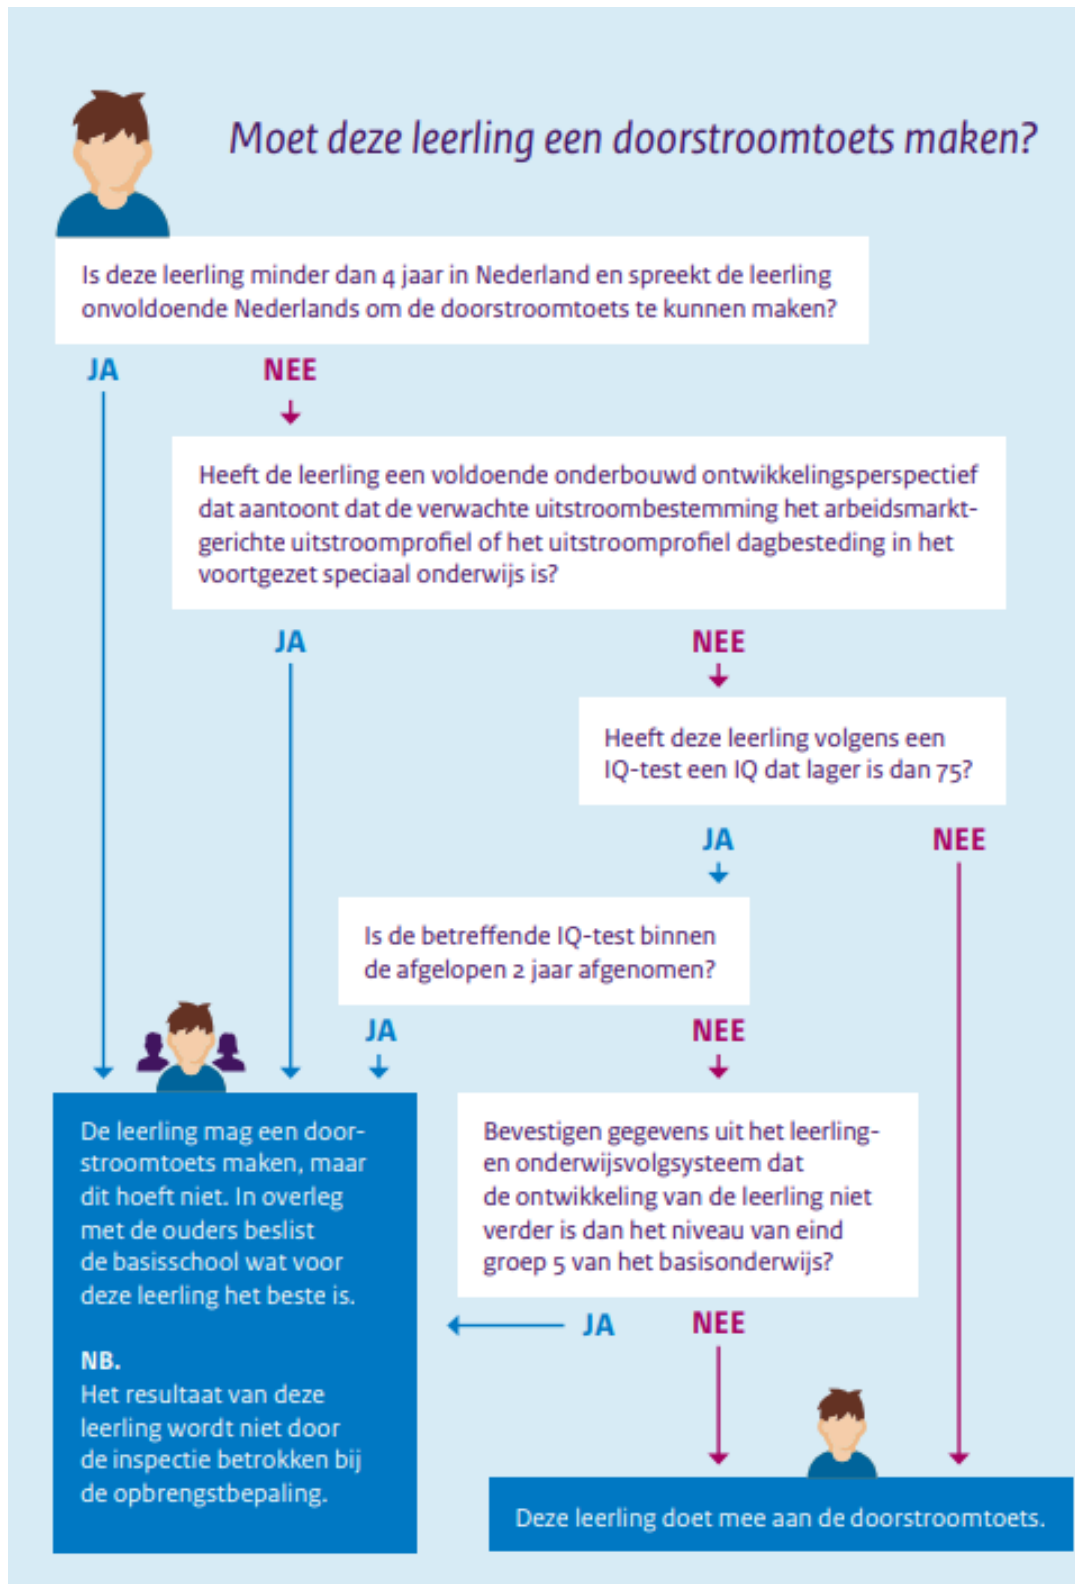 Moet deze leerling een doorstroomtoets maken?
Is deze leerling minder dan 4 jaar in Nederland en spreekt de leerling
onvoldoende Nederlands om de doorstroomtoets te kunnen maken?
JA
NEE
Heeft de leerling een voldoende onderbouwd ontwikkelingsperspectief
dat aantoont dat de verwachte uitstroombestemming het arbeidsmarkt-
gerichte uitstroomprofiel of het uitstroomprofiel dagbesteding in het
voortgezet speciaal onderwijs is?
JA
NEE
Heeft deze leerling volgens een
IQ-test een IQ dat lager is dan 75?
JA
NEE
Is de betreffende IQ-test binnen
de afgelopen 2 jaar afgenomen?
JA
NEE
De leerling mag een door-
stroomtoets maken, maar
dit hoeft niet. In overleg
met de ouders beslist
de basisschool wat voor
deze leerling het beste is.
NB.
Het resultaat van deze
leerling wordt niet door
de inspectie betrokken bij
de opbrengstbepaling.
Bevestigen gegevens uit het leerling-
en onderwijsvolgsysteem dat
de ontwikkeling van de leerling niet
verder is dan het niveau van eind
groep 5 van het basisonderwijs?
JA
NEE
Deze leerling doet mee aan de doorstroomtoets.